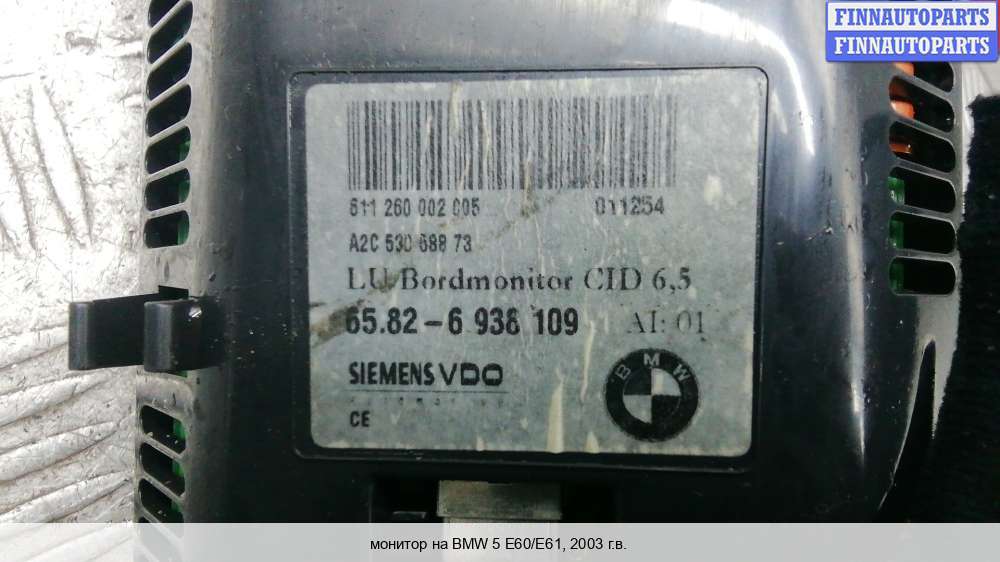 FINNAUTOPARTS
FINNAUTOPARTS
611 260 002 005 011254
A2C 530 688 73
LU Bordmonitor CID 6,5
65.82-6 938 109 AI: 01
SIEMENS VDO
BMW
CE
монитор на BMW 5 E60/E61, 2003 г.в.